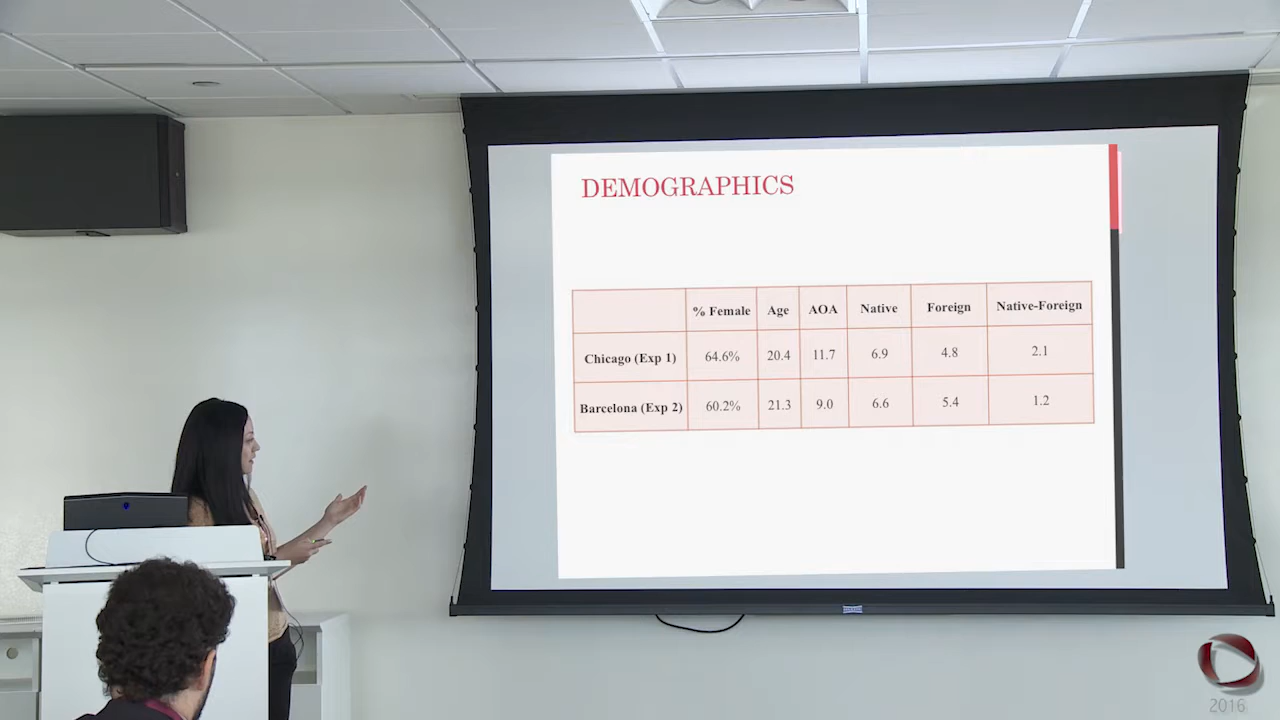 DEMOGRAPHICS
% Female Age AOA Native Foreign Native-Foreign
Chicago (Exp 1) 64.6% 20.4 11.7 6.9 4.8 2.1
Barcelona (Exp 2) 60.2% 21.3 9.0 6.6 5.4 1.2
2016